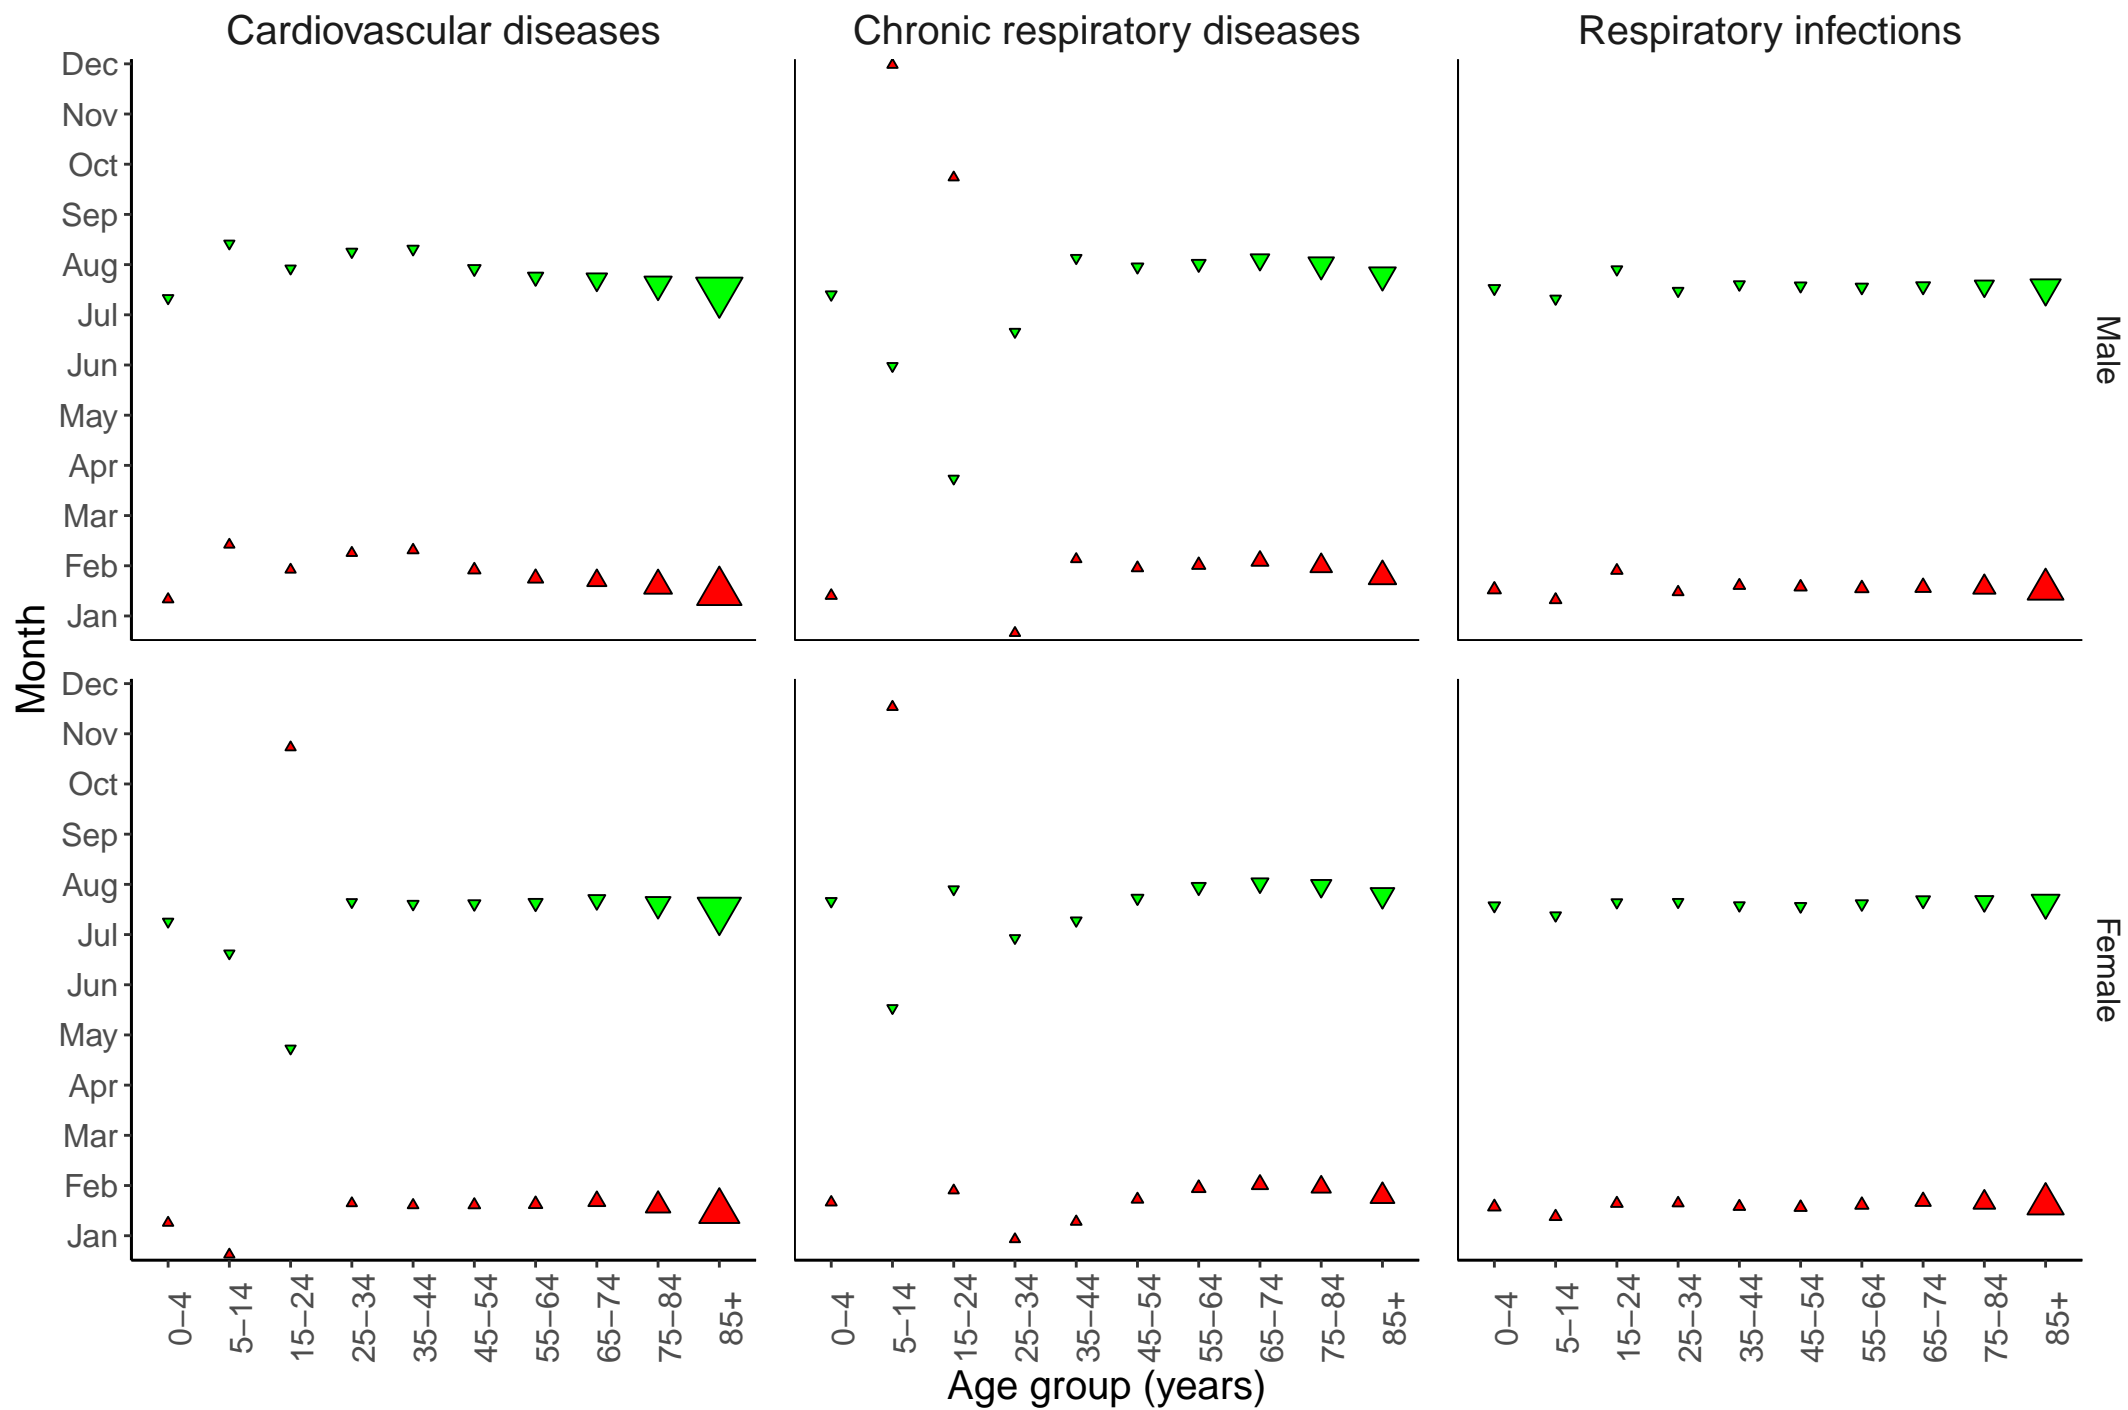 Cardiovascular diseases
Chronic respiratory diseases
Respiratory infections
Dec
Nov
Oct
Sep
Aug
Jul
Jun
May
Apr
Mar
Feb
Jan
Male
Month
Dec
Nov
Oct
Sep
Aug
Jul
Jun
May
Apr
Mar
Feb
Jan
Female
0–4
5–14
15–24
25–34
35–44
45–54
55–64
65–74
75–84
85+
0–4
5–14
15–24
25–34
35–44
45–54
55–64
65–74
75–84
85+
0–4
5–14
15–24
25–34
35–44
45–54
55–64
65–74
75–84
85+
Age group (years)